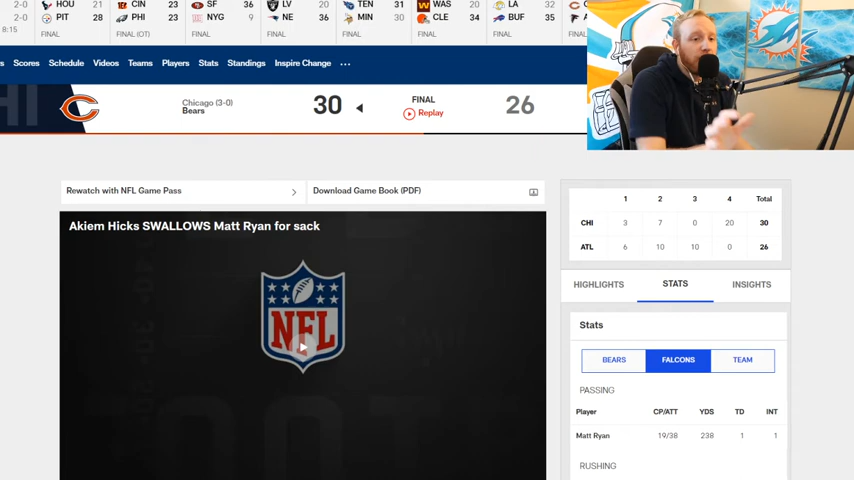 2-0 HOU 21 CIN 23 SF 36 LV 20 TEN 31 WAS 20 LA 32
2-0 PIT 28 PHI 23 NYG 9 NE 36 MIN 30 CLE 34 BUF 35
8:15 FINAL FINAL (OT) FINAL FINAL FINAL FINAL FINAL FINAL
s Scores Schedule Videos Teams Players Stats Standings Inspire Change ...
Chicago (3-0)
Bears
30
FINAL
Replay
26
Rewatch with NFL Game Pass
Download Game Book (PDF)
Akiem Hicks SWALLOWS Matt Ryan for sack
NFL
1 2 3 4 Total
CHI 3 7 0 20 30
ATL 6 10 10 0 26
HIGHLIGHTS STATS INSIGHTS
Stats
BEARS FALCONS TEAM
PASSING
Player CP/ATT YDS TD INT
Matt Ryan 19/38 238 1 1
RUSHING